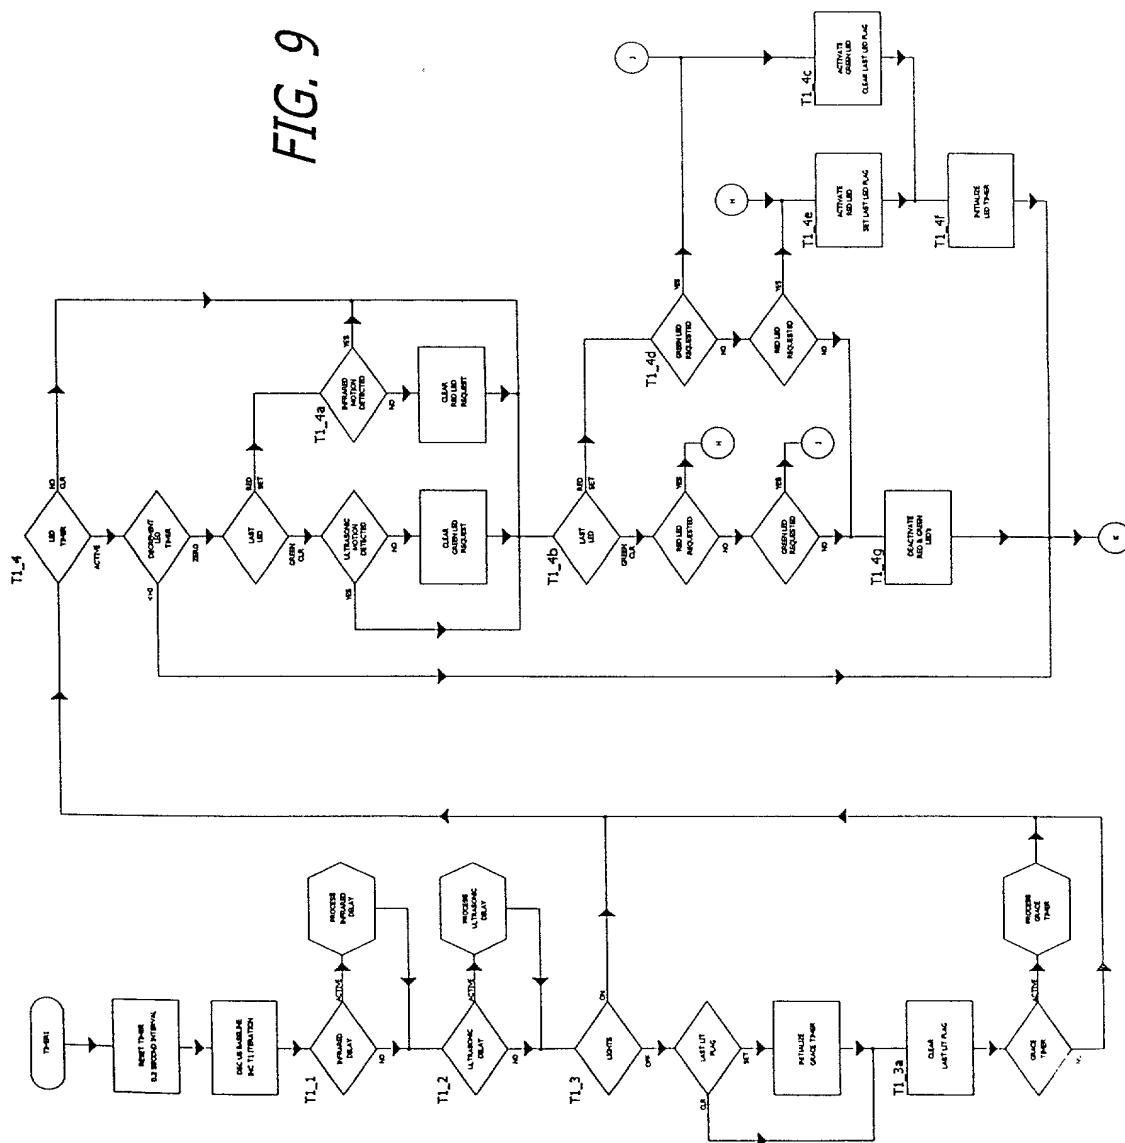 FIG. 9
TIMER1
RESET TIMER
0.2 SECOND INTERVAL
DEC US BASELINE
INC T1 ITERATION
T1_1
INFRARED
DELAY
ACTIVE
NO
PROCESS
INFRARED
DELAY
T1_2
ULTRASONIC
DELAY
ACTIVE
NO
PROCESS
ULTRASONIC
DELAY
T1_3
LIGHTS
ON
OFF
LAST LIT
FLAG
CLR
SET
INITIALIZE
GRACE TIMER
T1_3a
CLEAR
LAST LIT FLAG
GRACE
TIMER
ACTIVE
PROCESS
GRACE
TIMER
T1_4
LED
TIMER
NO
CLR
ACTIVE
DECREMENT
LED
TIMER
<>0
ZERO
LAST
LED
RED
SET
GREEN
CLR
T1_4a
INFRARED
MOTION
DETECTED
YES
NO
CLEAR
RED LED
REQUEST
ULTRASONIC
MOTION
DETECTED
YES
NO
CLEAR
GREEN LED
REQUEST
T1_4b
LAST
LED
RED
SET
GREEN
CLR
T1_4d
GREEN LED
REQUESTED
YES
NO
RED LED
REQUESTED
YES
NO
RED LED
REQUESTED
YES
NO
H
GREEN LED
REQUESTED
YES
NO
J
T1_4g
DEACTIVATE
RED & GREEN
LED'S
J
T1_4c
ACTIVATE
GREEN LED
CLEAR LAST LED FLAG
H
T1_4e
ACTIVATE
RED LED
SET LAST LED FLAG
T1_4f
INITIALIZE
LED TIMER
K